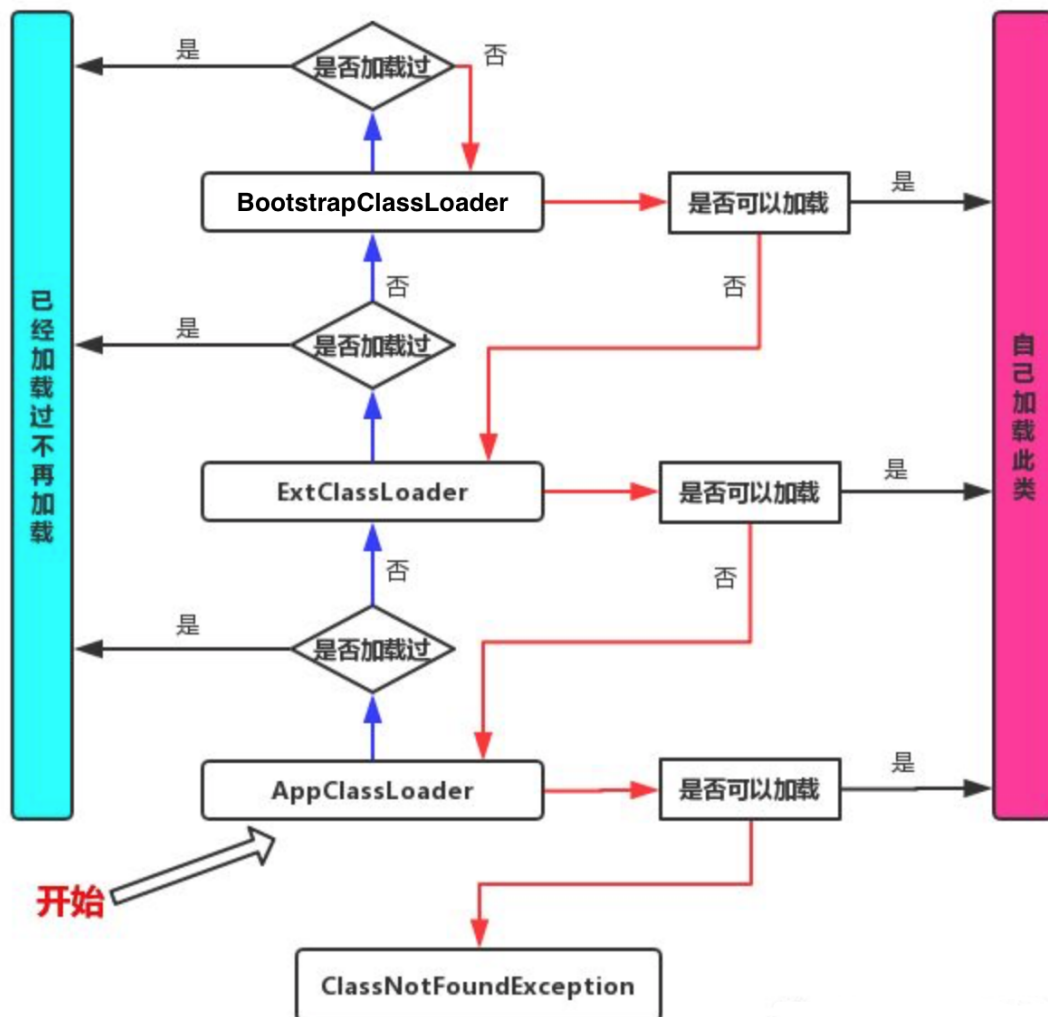 是
是否加载过
否
BootstrapClassLoader
是否可以加载
是
否
否
是
是否加载过
已经加载过不再加载
自己加载此类
ExtClassLoader
是否可以加载
是
否
否
是
是否加载过
AppClassLoader
是否可以加载
是
开始
ClassNotFoundException